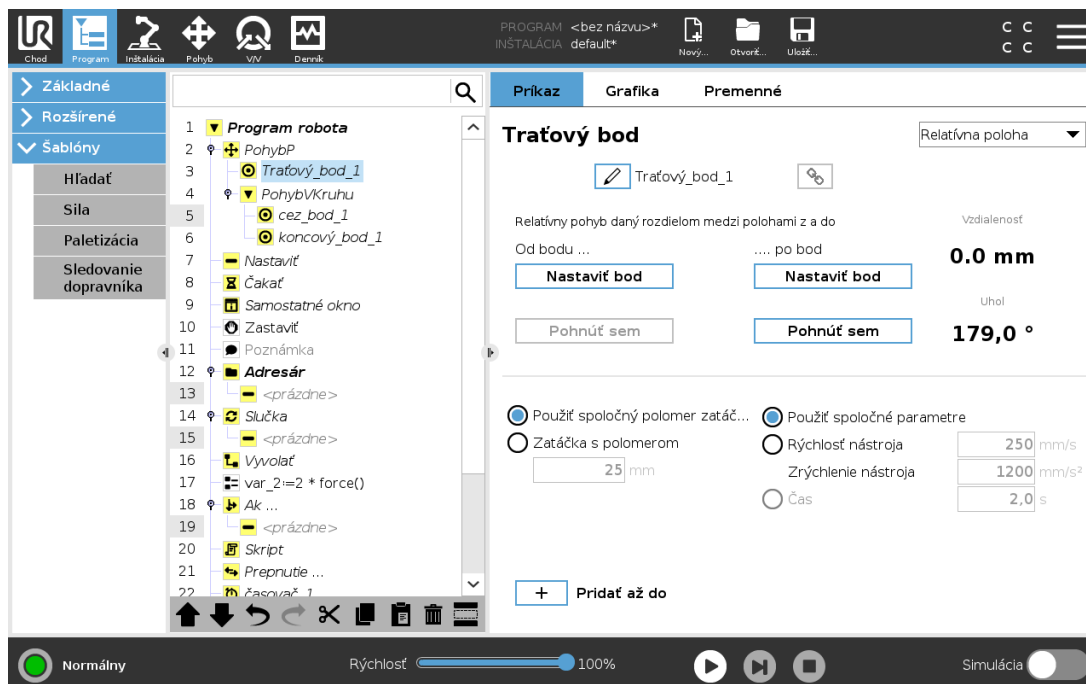 PROGRAM <bez názvu>*
INŠTALÁCIA default*
Chod Program Inštalácia Pohyb V/V Denník Nový... Otvoriť... Uložiť...
C C
C C
Základné
Rozšírené
Šablóny
Hľadať
Sila
Paletizácia
Sledovanie
dopravníka
1 Program robota
2 PohybP
3 Traťový_bod_1
4 PohybVKruhu
5 cez_bod_1
6 koncový_bod_1
7 Nastaviť
8 Čakať
9 Samostatné okno
10 Zastaviť
11 Poznámka
12 Adresár
13 <prázdne>
14 Slučka
15 <prázdne>
16 Vyvolať
17 var_2≔2 * force()
18 Ak ...
19 <prázdne>
20 Skript
21 Prepnutie ...
22 časovač_1
Príkaz Grafika Premenné
Traťový bod
Relatívna poloha
Traťový_bod_1
Relatívny pohyb daný rozdielom medzi polohami z a do
Vzdialenosť
Od bodu ... .... po bod
0.0 mm
Nastaviť bod Nastaviť bod
Uhol
Pohnúť sem Pohnúť sem
179,0 °
Použiť spoločný polomer zatáč... Použiť spoločné parametre
Zatáčka s polomerom Rýchlosť nástroja 250 mm/s
25 mm Zrýchlenie nástroja 1200 mm/s²
Čas 2,0 s
+ Pridať až do
Normálny Rýchlosť 100% Simulácia